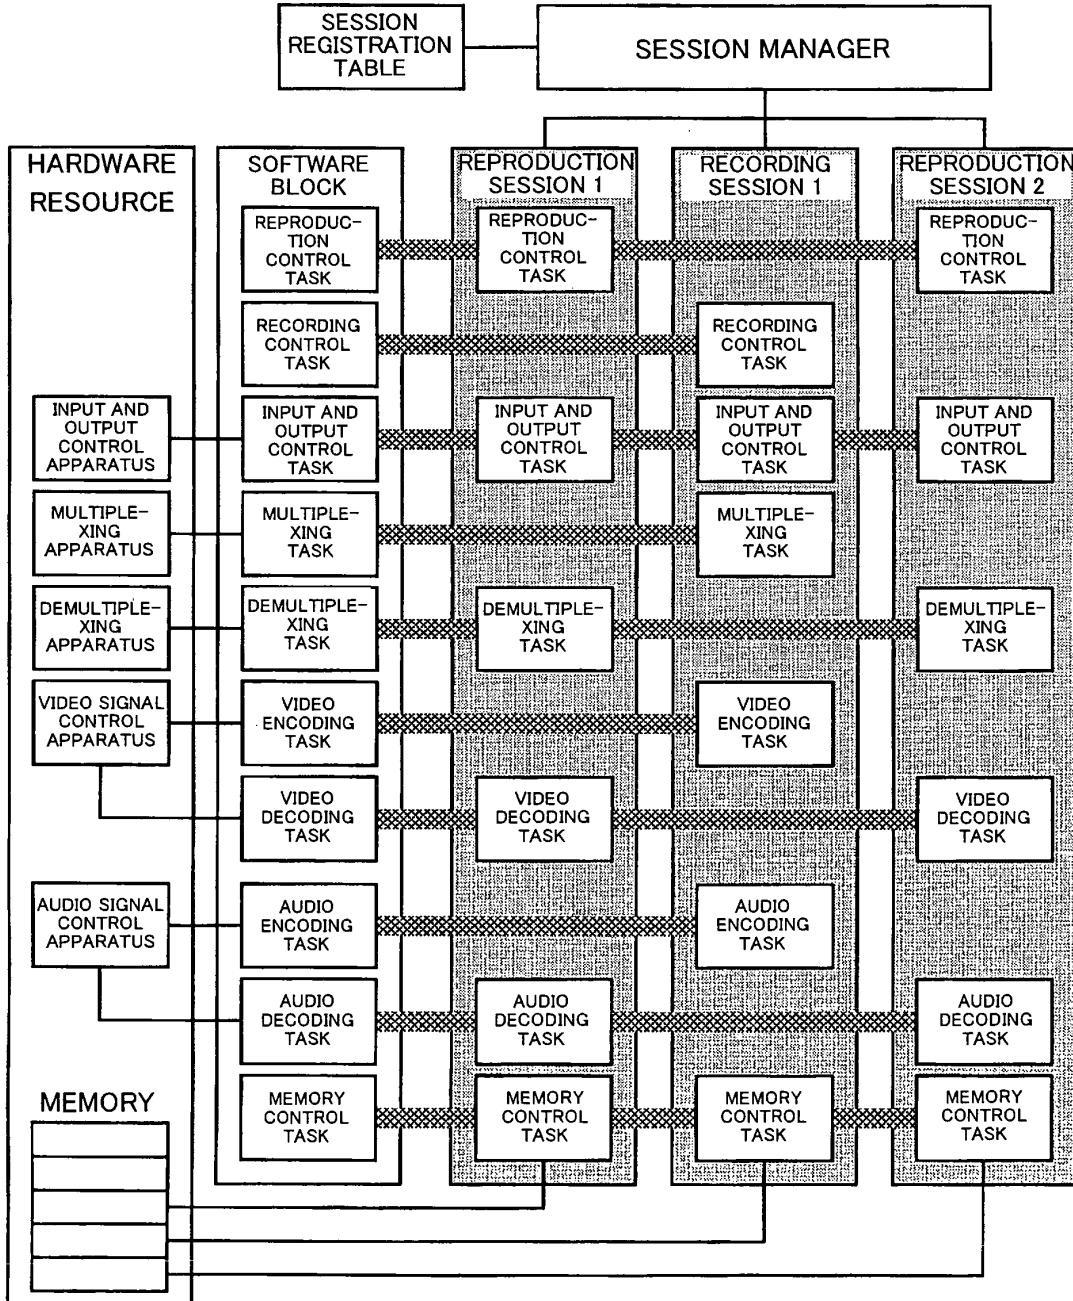 SESSION
REGISTRATION
TABLE
SESSION MANAGER
HARDWARE
RESOURCE
SOFTWARE
BLOCK
REPRODUCTION
SESSION 1
RECORDING
SESSION 1
REPRODUCTION
SESSION 2
REPRODUC-
TION
CONTROL
TASK
REPRODUC-
TION
CONTROL
TASK
REPRODUC-
TION
CONTROL
TASK
RECORDING
CONTROL
TASK
RECORDING
CONTROL
TASK
INPUT AND
OUTPUT
CONTROL
APPARATUS
INPUT AND
OUTPUT
CONTROL
TASK
INPUT AND
OUTPUT
CONTROL
TASK
INPUT AND
OUTPUT
CONTROL
TASK
INPUT AND
OUTPUT
CONTROL
TASK
MULTIPLE-
XING
APPARATUS
MULTIPLE-
XING
TASK
MULTIPLE-
XING
TASK
DEMULTIPLE-
XING
APPARATUS
DEMULTIPLE-
XING
TASK
DEMULTIPLE-
XING
TASK
DEMULTIPLE-
XING
TASK
VIDEO SIGNAL
CONTROL
APPARATUS
VIDEO
ENCODING
TASK
VIDEO
ENCODING
TASK
VIDEO
DECODING
TASK
VIDEO
DECODING
TASK
VIDEO
DECODING
TASK
AUDIO SIGNAL
CONTROL
APPARATUS
AUDIO
ENCODING
TASK
AUDIO
ENCODING
TASK
AUDIO
DECODING
TASK
AUDIO
DECODING
TASK
AUDIO
DECODING
TASK
MEMORY
MEMORY
CONTROL
TASK
MEMORY
CONTROL
TASK
MEMORY
CONTROL
TASK
MEMORY
CONTROL
TASK